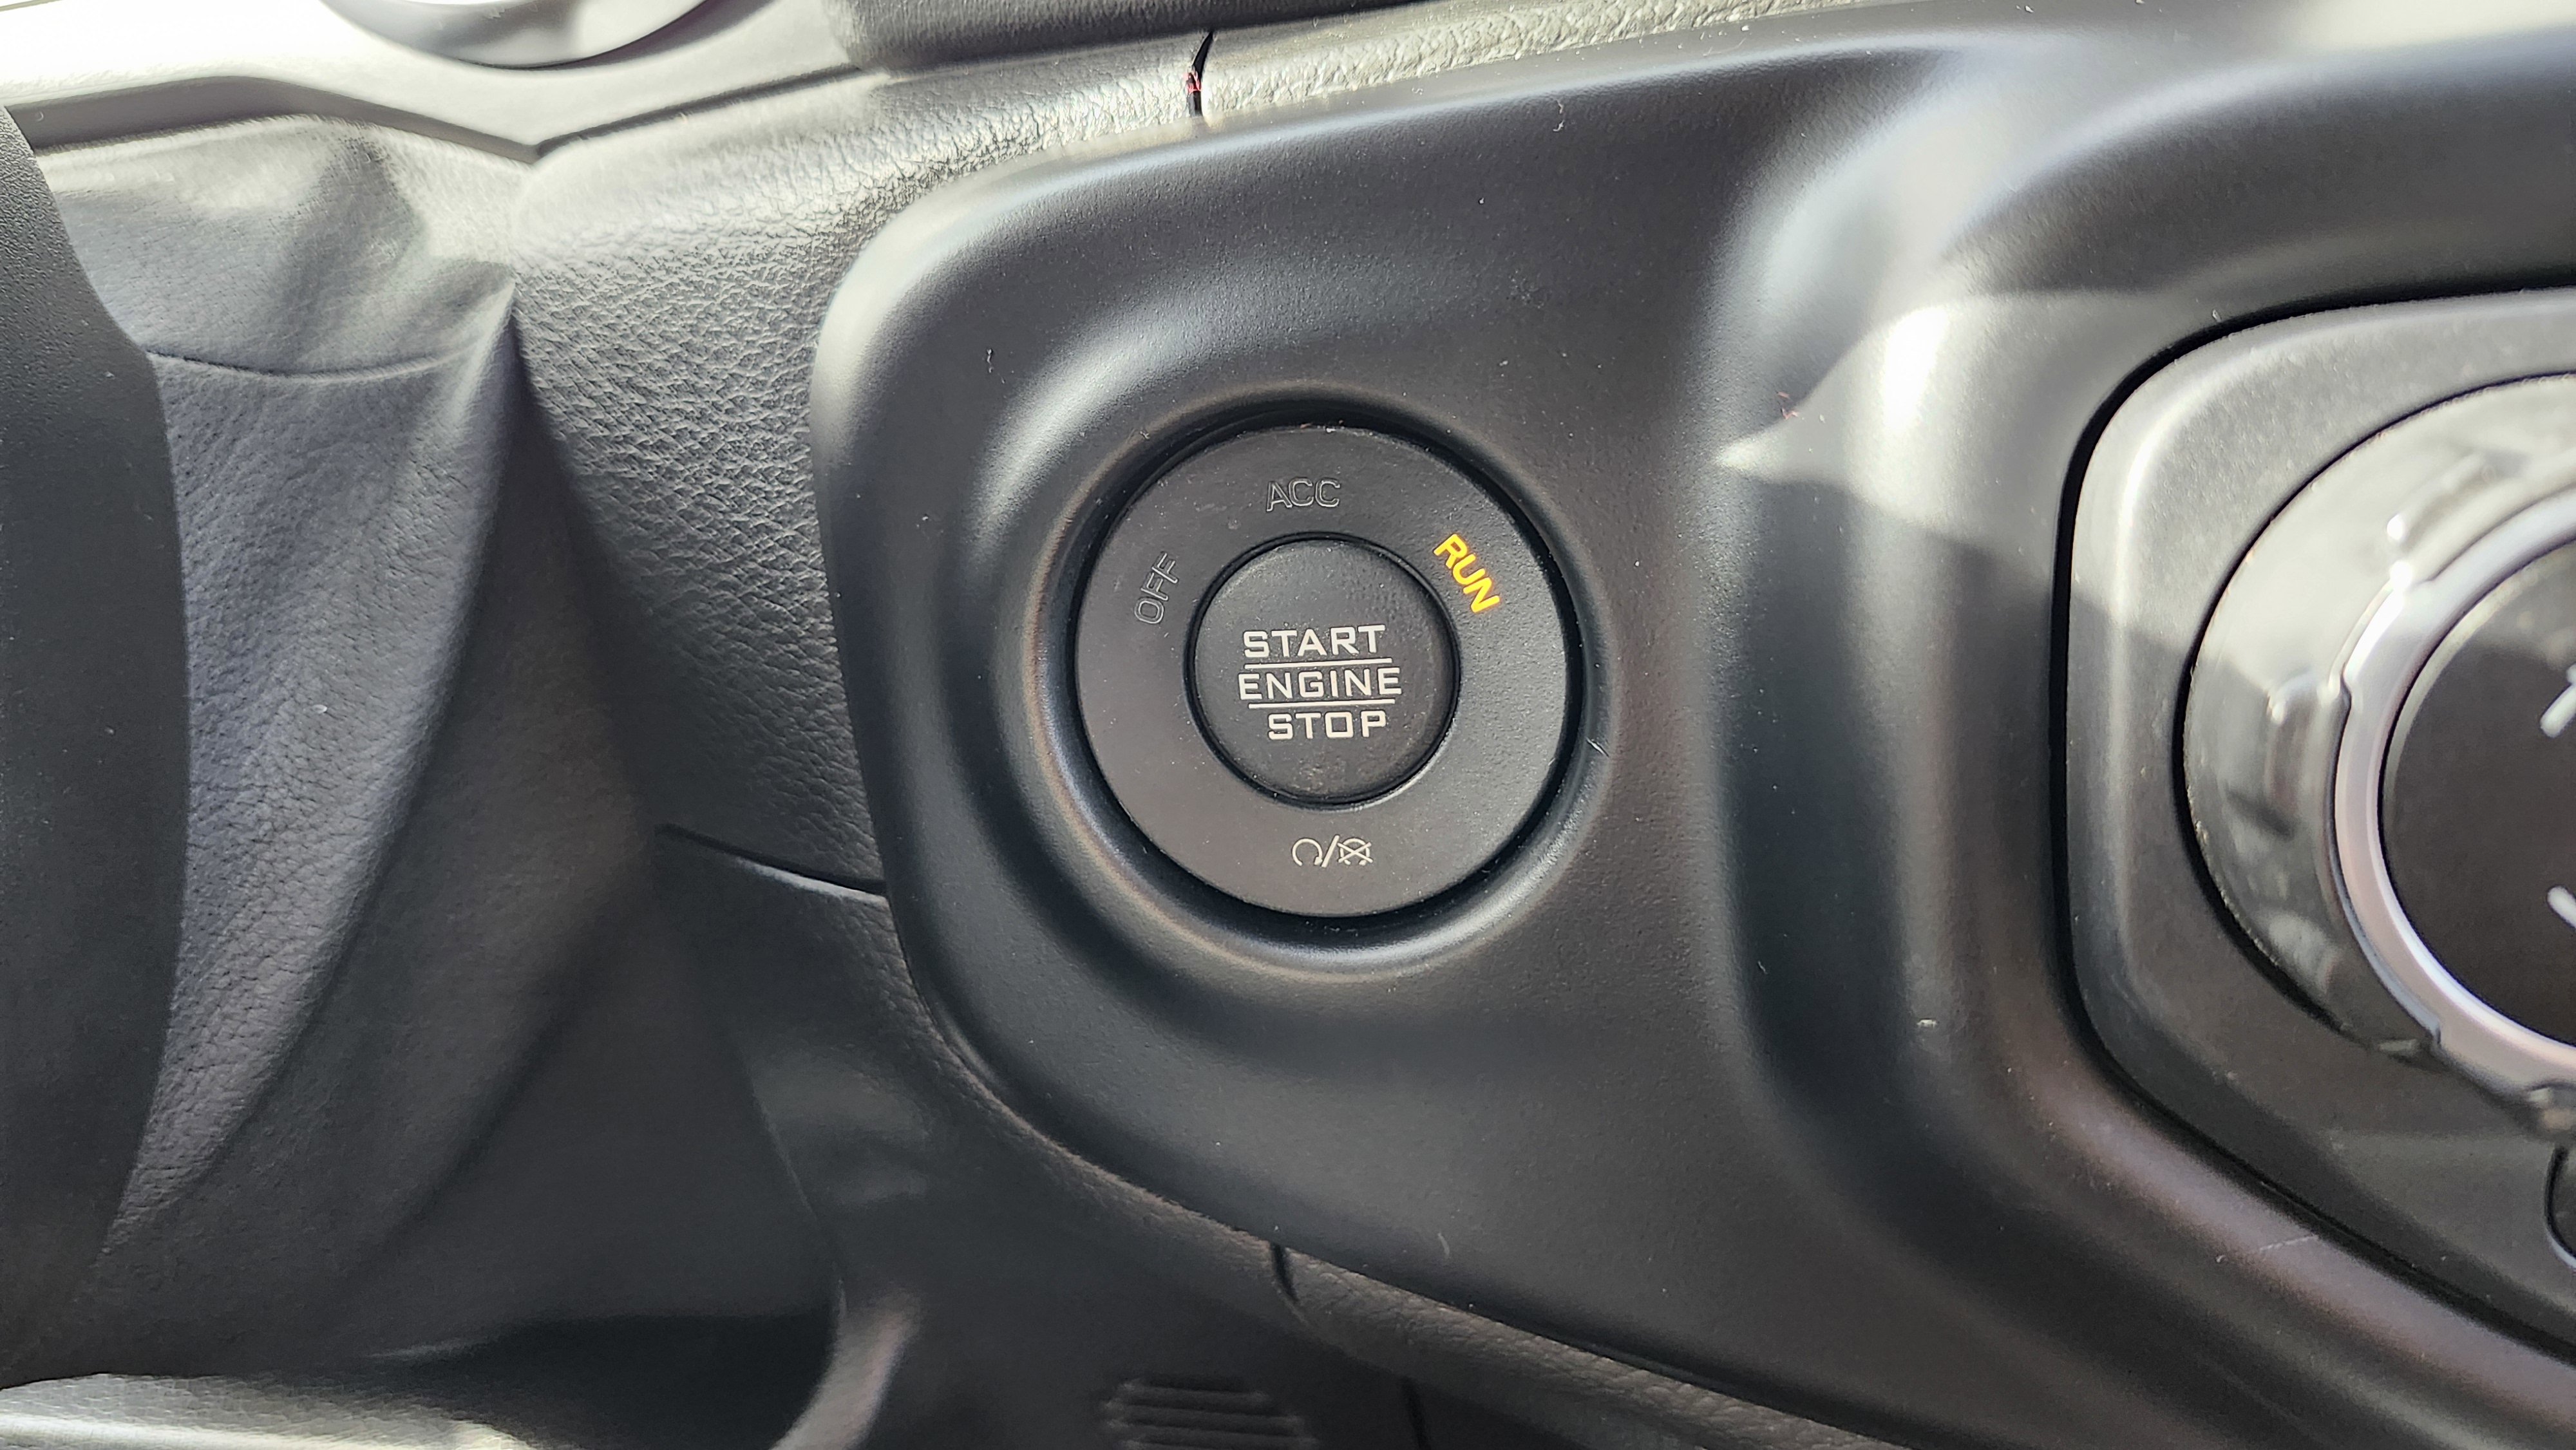 ACC
OFF
RUN
START
ENGINE
STOP